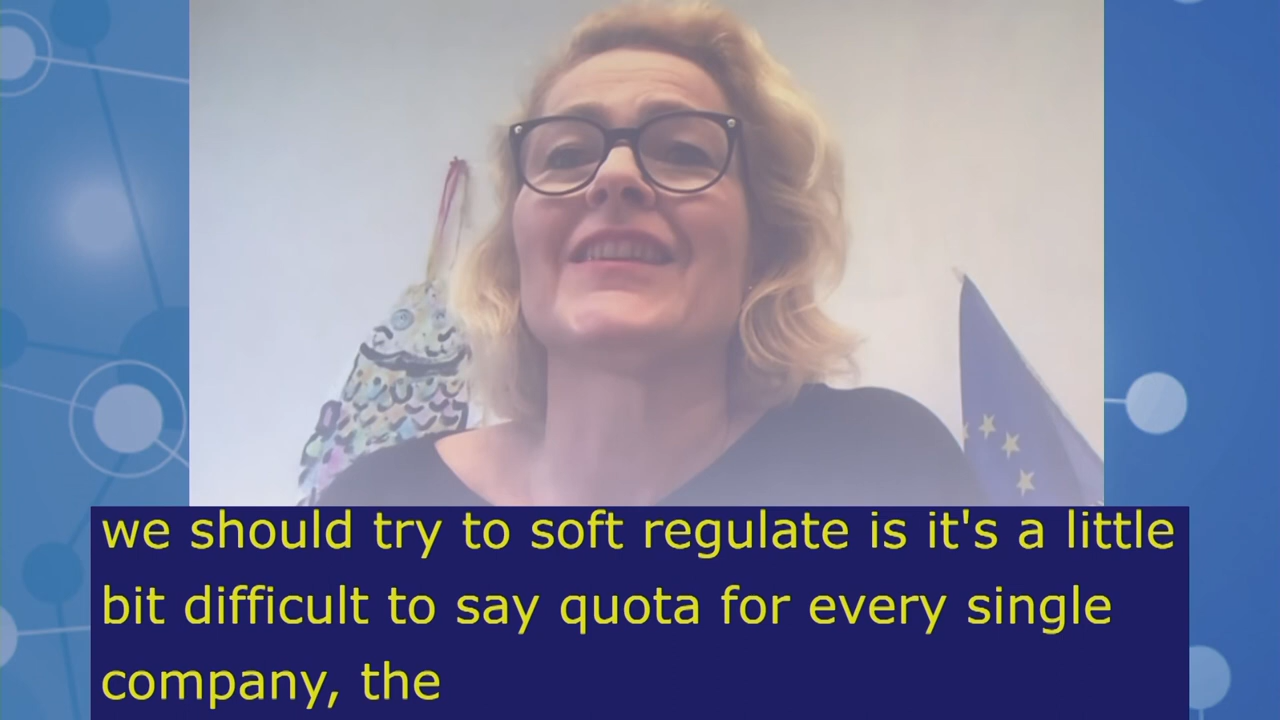 we should try to soft regulate is it's a little
bit difficult to say quota for every single
company, the